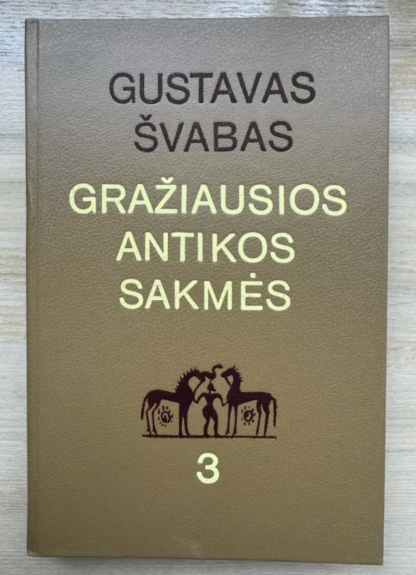 GUSTAVAS
ŠVABAS
GRAŽIAUSIOS
ANTIKOS
SAKMĖS
3